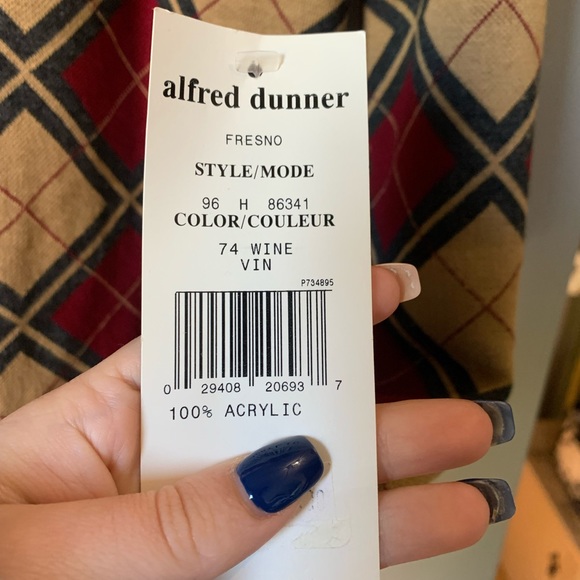 alfred dunner
FRESNO
STYLE/MODE
96 H 86341
COLOR/COULEUR
74 WINE
VIN
P734895
0 29408 20693 7
100% ACRYLIC